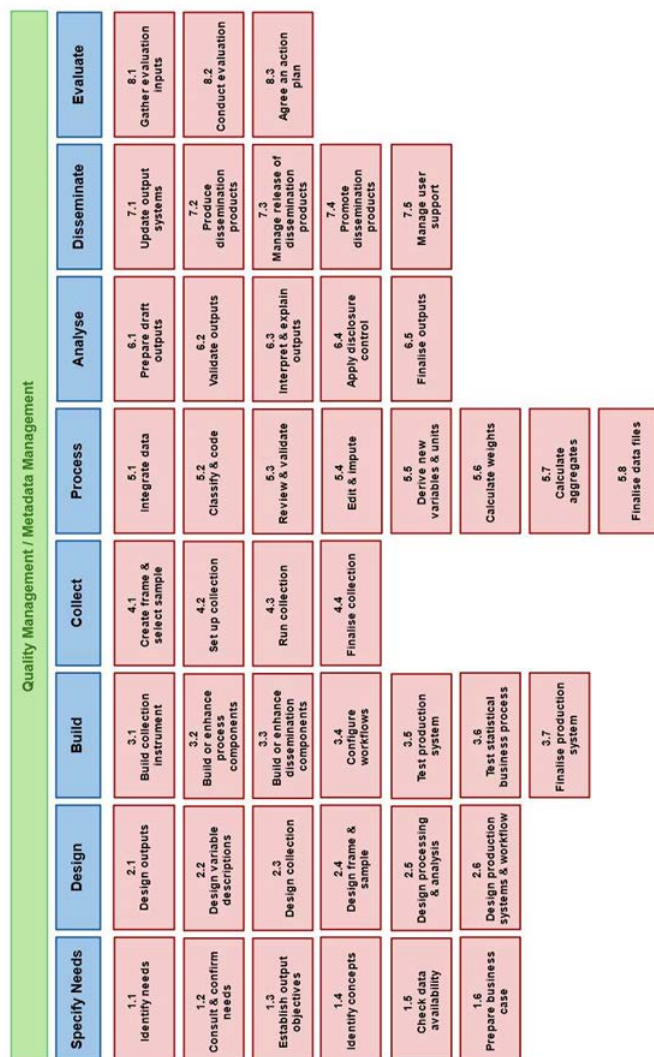 Quality Management / Metadata Management
Specify Needs
Design
Build
Collect
Process
Analyse
Disseminate
Evaluate
1.1
Identify needs
1.2
Consult & confirm
needs
1.3
Establish output
objectives
1.4
Identify concepts
1.5
Check data
availability
1.6
Prepare business
case
2.1
Design outputs
2.2
Design variable
descriptions
2.3
Design collection
2.4
Design frame &
sample
2.5
Design processing
& analysis
2.6
Design production
systems & workflow
3.1
Build collection
instrument
3.2
Build or enhance
process
components
3.3
Build or enhance
dissemination
components
3.4
Configure
workflows
3.5
Test production
system
3.6
Test statistical
business process
3.7
Finalise production
system
4.1
Create frame &
select sample
4.2
Set up collection
4.3
Run collection
4.4
Finalise collection
5.1
Integrate data
5.2
Classify & code
5.3
Review & validate
5.4
Edit & impute
5.5
Derive new
variables & units
5.6
Calculate weights
5.7
Calculate
aggregates
5.8
Finalise data files
6.1
Prepare draft
outputs
6.2
Validate outputs
6.3
Interpret & explain
outputs
6.4
Apply disclosure
control
6.5
Finalise outputs
7.1
Update output
systems
7.2
Produce
dissemination
products
7.3
Manage release of
dissemination
products
7.4
Promote
dissemination
products
7.5
Manage user
support
8.1
Gather evaluation
inputs
8.2
Conduct evaluation
8.3
Agree an action
plan